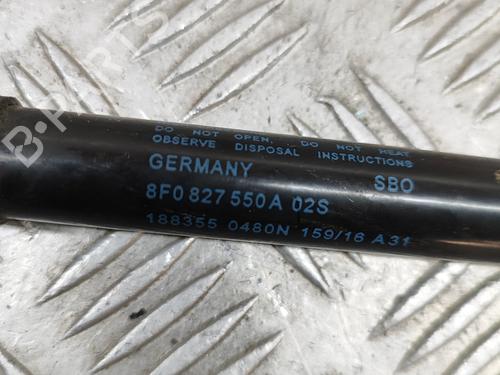 DO NOT OPEN, DO NOT HEAT
OBSERVE DISPOSAL INSTRUCTIONS
GERMANY SBO
8F0 827 550A 02S
188355 0480N 159/16 A31
B-PARTS